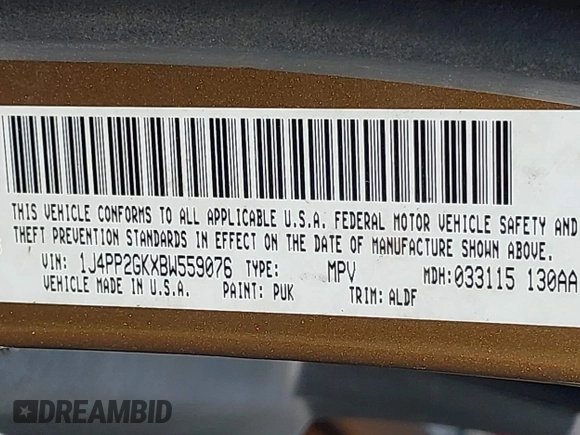 THIS VEHICLE CONFORMS TO ALL APPLICABLE U.S.A. FEDERAL MOTOR VEHICLE SAFETY AND
THEFT PREVENTION STANDARDS IN EFFECT ON THE DATE OF MANUFACTURE SHOWN ABOVE.
VIN: 1J4PP2GKXBW559076 TYPE: MPV MDH:033115 130AA
VEHICLE MADE IN U.S.A. PAINT: PUK TRIM: ALDF
DREAMBID